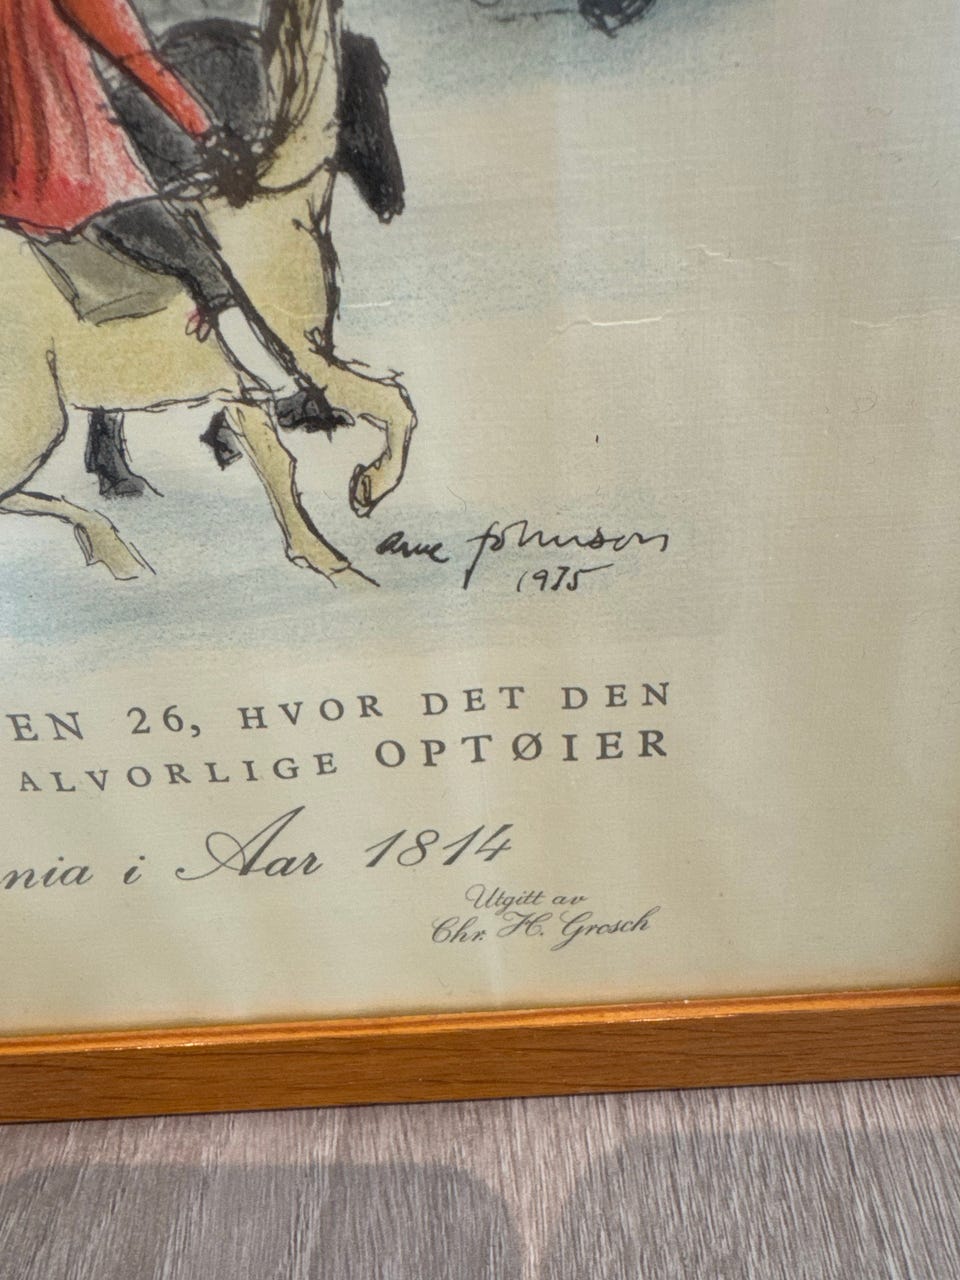 Arne Johnson
1975
EN 26, HVOR DET DEN
ALVORLIGE OPTØIER
nia i Aar 1814
Utgitt av
Chr. H. Grosch